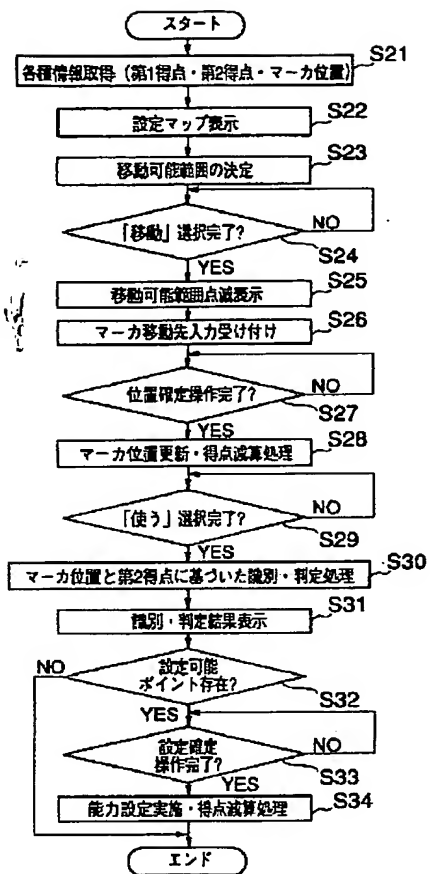 スタート
S21
各種情報取得（第1得点・第2得点・マーカ位置）
S22
設定マップ表示
S23
移動可能範囲の決定
「移動」選択完了?
NO
S24
YES
S25
移動可能範囲点滅表示
S26
マーカ移動先入力受け付け
位置確定操作完了?
NO
S27
YES
S28
マーカ位置更新・得点減算処理
「使う」選択完了?
NO
S29
YES
S30
マーカ位置と第2得点に基づいた識別・判定処理
S31
識別・判定結果表示
NO
設定可能
ポイント存在?
S32
YES
設定確定
操作完了?
NO
S33
YES
S34
能力設定実施・得点減算処理
エンド